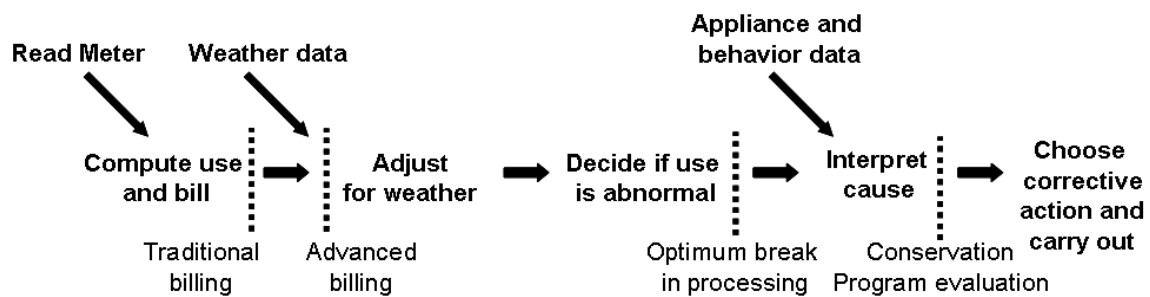 Read Meter
Weather data
Appliance and
behavior data
Compute use
and bill
Adjust
for weather
Decide if use
is abnormal
Interpret
cause
Choose
corrective
action and
carry out
Traditional
billing
Advanced
billing
Optimum break
in processing
Conservation
Program evaluation